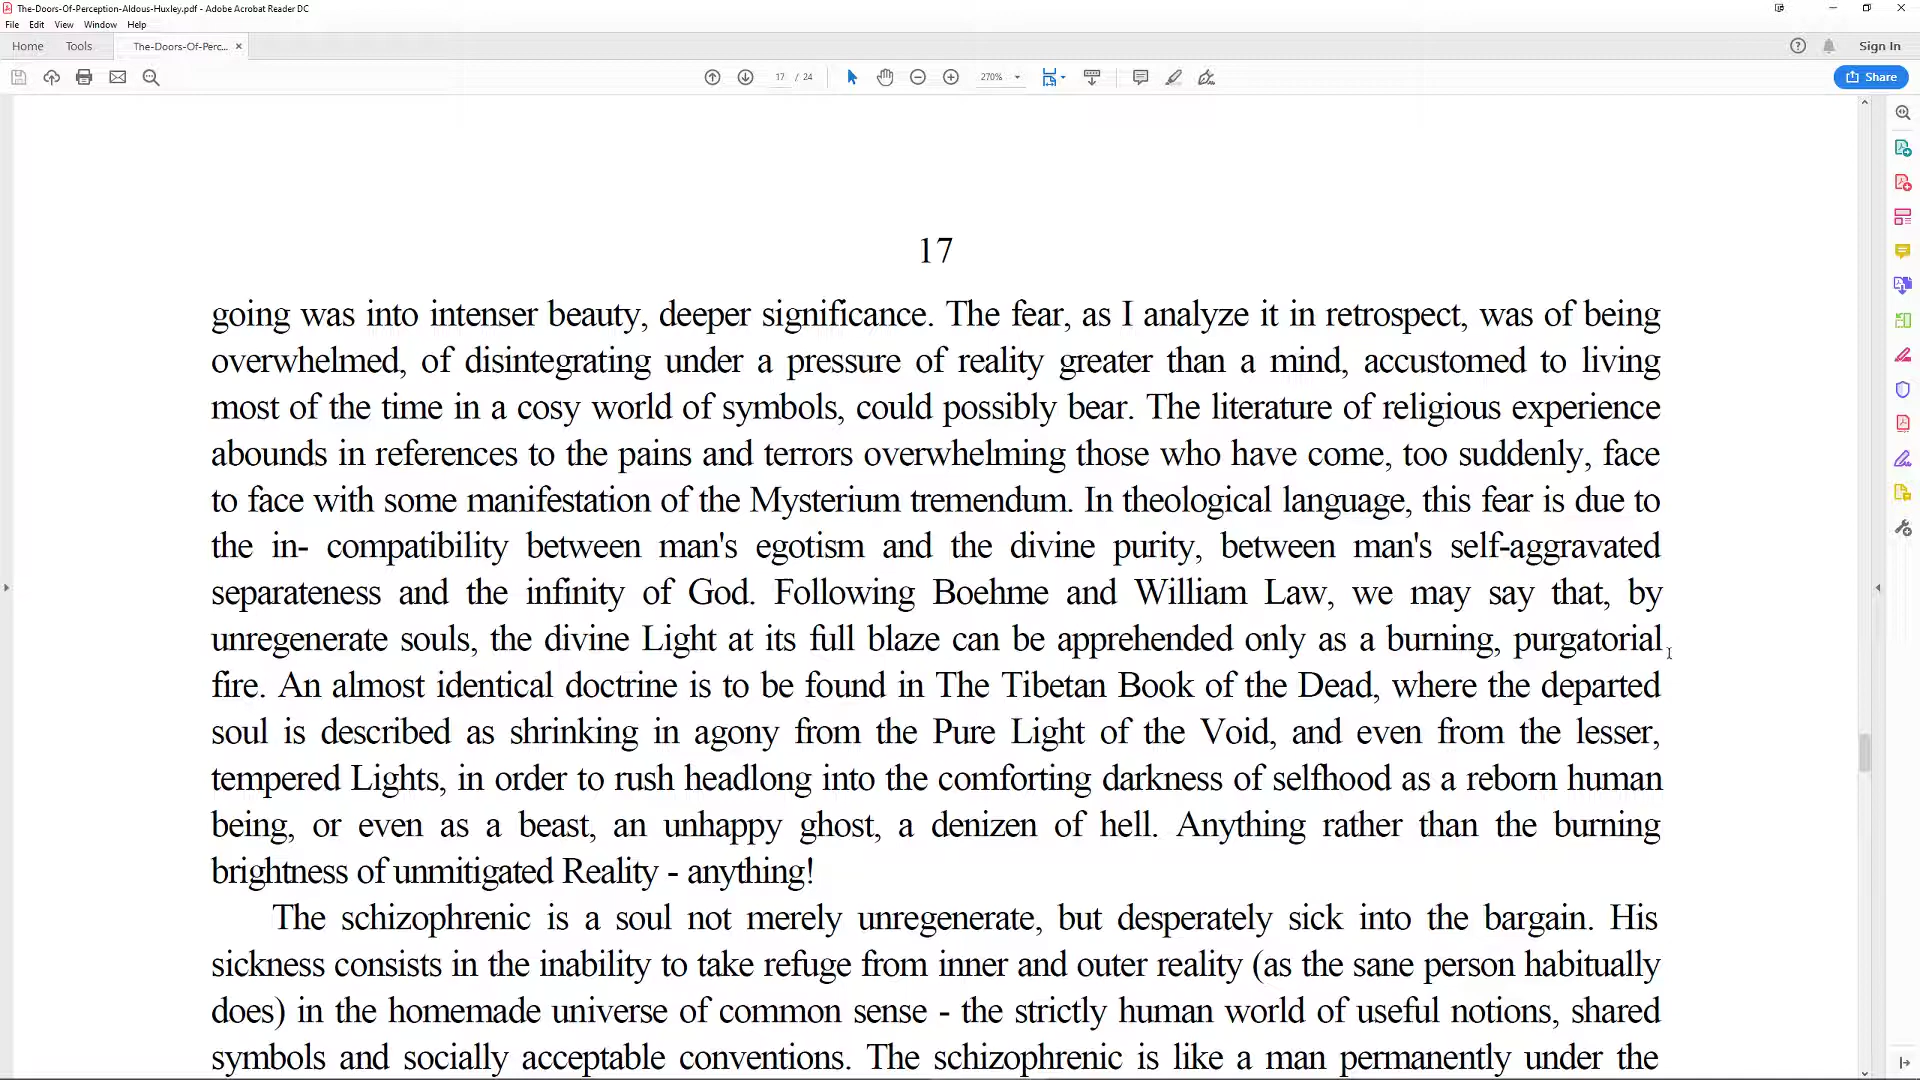 The-Doors-Of-Perception-Aldous-Huxley.pdf - Adobe Acrobat Reader DC
File Edit View Window Help
Home Tools The-Doors-Of-Perc... × Sign In
17 / 24 270% Share
17
going was into intenser beauty, deeper significance. The fear, as I analyze it in retrospect, was of being
overwhelmed, of disintegrating under a pressure of reality greater than a mind, accustomed to living
most of the time in a cosy world of symbols, could possibly bear. The literature of religious experience
abounds in references to the pains and terrors overwhelming those who have come, too suddenly, face
to face with some manifestation of the Mysterium tremendum. In theological language, this fear is due to
the in- compatibility between man's egotism and the divine purity, between man's self-aggravated
separateness and the infinity of God. Following Boehme and William Law, we may say that, by
unregenerate souls, the divine Light at its full blaze can be apprehended only as a burning, purgatorial
fire. An almost identical doctrine is to be found in The Tibetan Book of the Dead, where the departed
soul is described as shrinking in agony from the Pure Light of the Void, and even from the lesser,
tempered Lights, in order to rush headlong into the comforting darkness of selfhood as a reborn human
being, or even as a beast, an unhappy ghost, a denizen of hell. Anything rather than the burning
brightness of unmitigated Reality - anything!
The schizophrenic is a soul not merely unregenerate, but desperately sick into the bargain. His
sickness consists in the inability to take refuge from inner and outer reality (as the sane person habitually
does) in the homemade universe of common sense - the strictly human world of useful notions, shared
symbols and socially acceptable conventions. The schizophrenic is like a man permanently under the